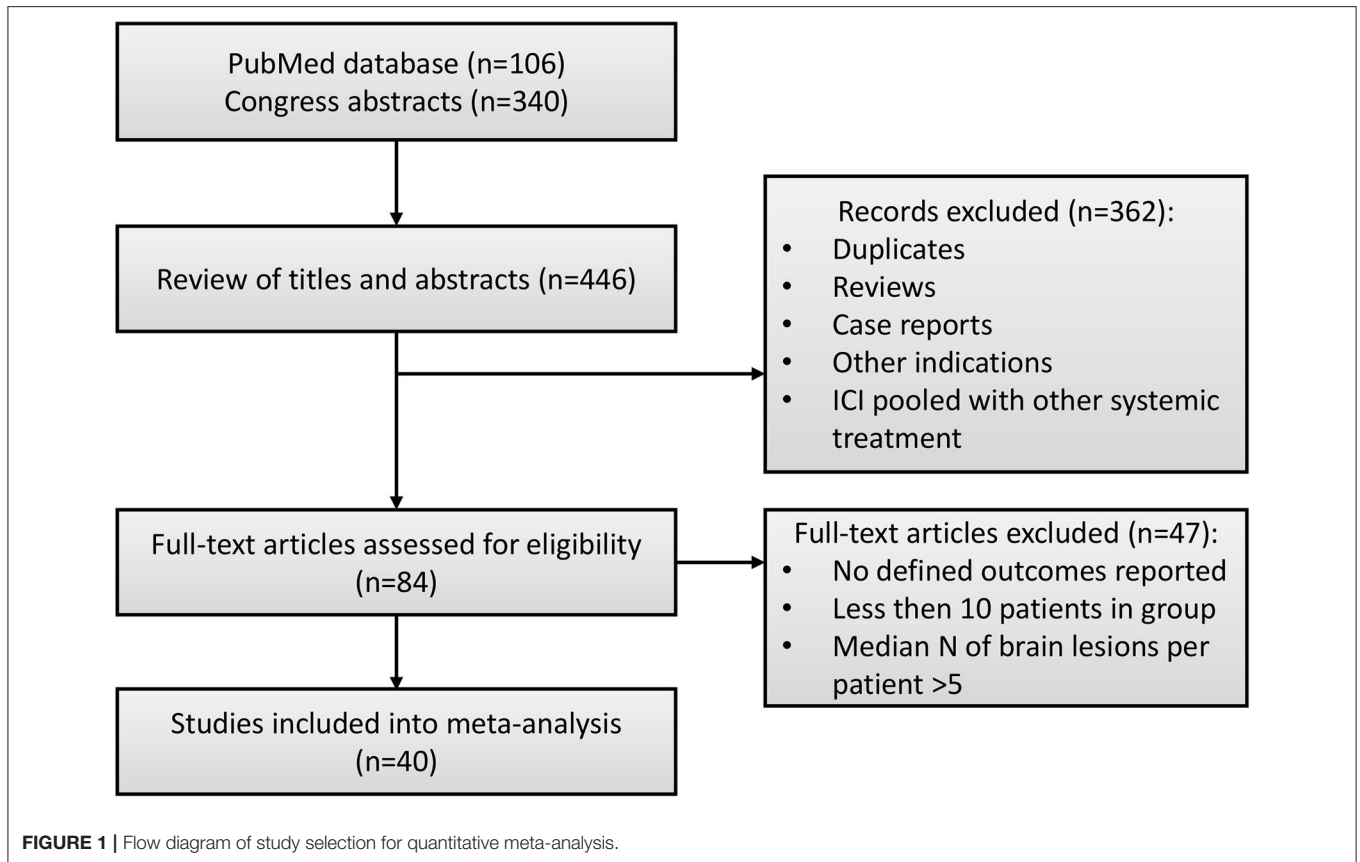 PubMed database (n=106)
Congress abstracts (n=340)
Review of titles and abstracts (n=446)
Records excluded (n=362):
• Duplicates
• Reviews
• Case reports
• Other indications
• ICI pooled with other systemic
treatment
Full-text articles assessed for eligibility
(n=84)
Full-text articles excluded (n=47):
• No defined outcomes reported
• Less then 10 patients in group
• Median N of brain lesions per
patient >5
Studies included into meta-analysis
(n=40)
FIGURE 1 | Flow diagram of study selection for quantitative meta-analysis.